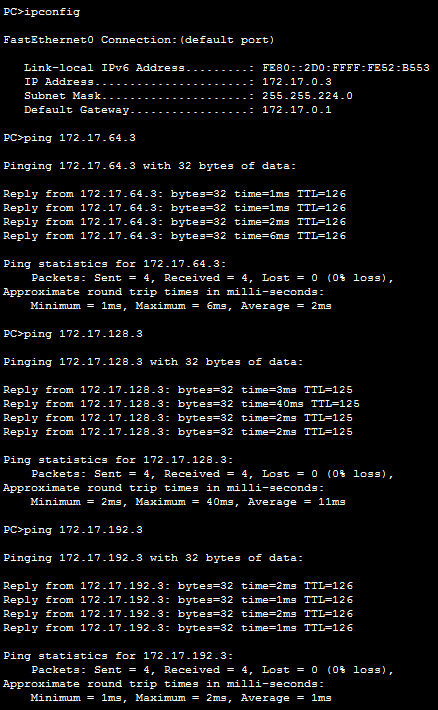 PC>ipconfig
FastEthernet0 Connection:(default port)
Link-local IPv6 Address.........: FE80::2D0:FFFF:FE52:B553
IP Address......................: 172.17.0.3
Subnet Mask.....................: 255.255.224.0
Default Gateway.................: 172.17.0.1
PC>ping 172.17.64.3
Pinging 172.17.64.3 with 32 bytes of data:
Reply from 172.17.64.3: bytes=32 time=1ms TTL=126
Reply from 172.17.64.3: bytes=32 time=1ms TTL=126
Reply from 172.17.64.3: bytes=32 time=2ms TTL=126
Reply from 172.17.64.3: bytes=32 time=6ms TTL=126
Ping statistics for 172.17.64.3:
Packets: Sent = 4, Received = 4, Lost = 0 (0% loss),
Approximate round trip times in milli-seconds:
Minimum = 1ms, Maximum = 6ms, Average = 2ms
PC>ping 172.17.128.3
Pinging 172.17.128.3 with 32 bytes of data:
Reply from 172.17.128.3: bytes=32 time=3ms TTL=125
Reply from 172.17.128.3: bytes=32 time=40ms TTL=125
Reply from 172.17.128.3: bytes=32 time=2ms TTL=125
Reply from 172.17.128.3: bytes=32 time=2ms TTL=125
Ping statistics for 172.17.128.3:
Packets: Sent = 4, Received = 4, Lost = 0 (0% loss),
Approximate round trip times in milli-seconds:
Minimum = 2ms, Maximum = 40ms, Average = 11ms
PC>ping 172.17.192.3
Pinging 172.17.192.3 with 32 bytes of data:
Reply from 172.17.192.3: bytes=32 time=2ms TTL=126
Reply from 172.17.192.3: bytes=32 time=1ms TTL=126
Reply from 172.17.192.3: bytes=32 time=2ms TTL=126
Reply from 172.17.192.3: bytes=32 time=1ms TTL=126
Ping statistics for 172.17.192.3:
Packets: Sent = 4, Received = 4, Lost = 0 (0% loss),
Approximate round trip times in milli-seconds:
Minimum = 1ms, Maximum = 2ms, Average = 1ms